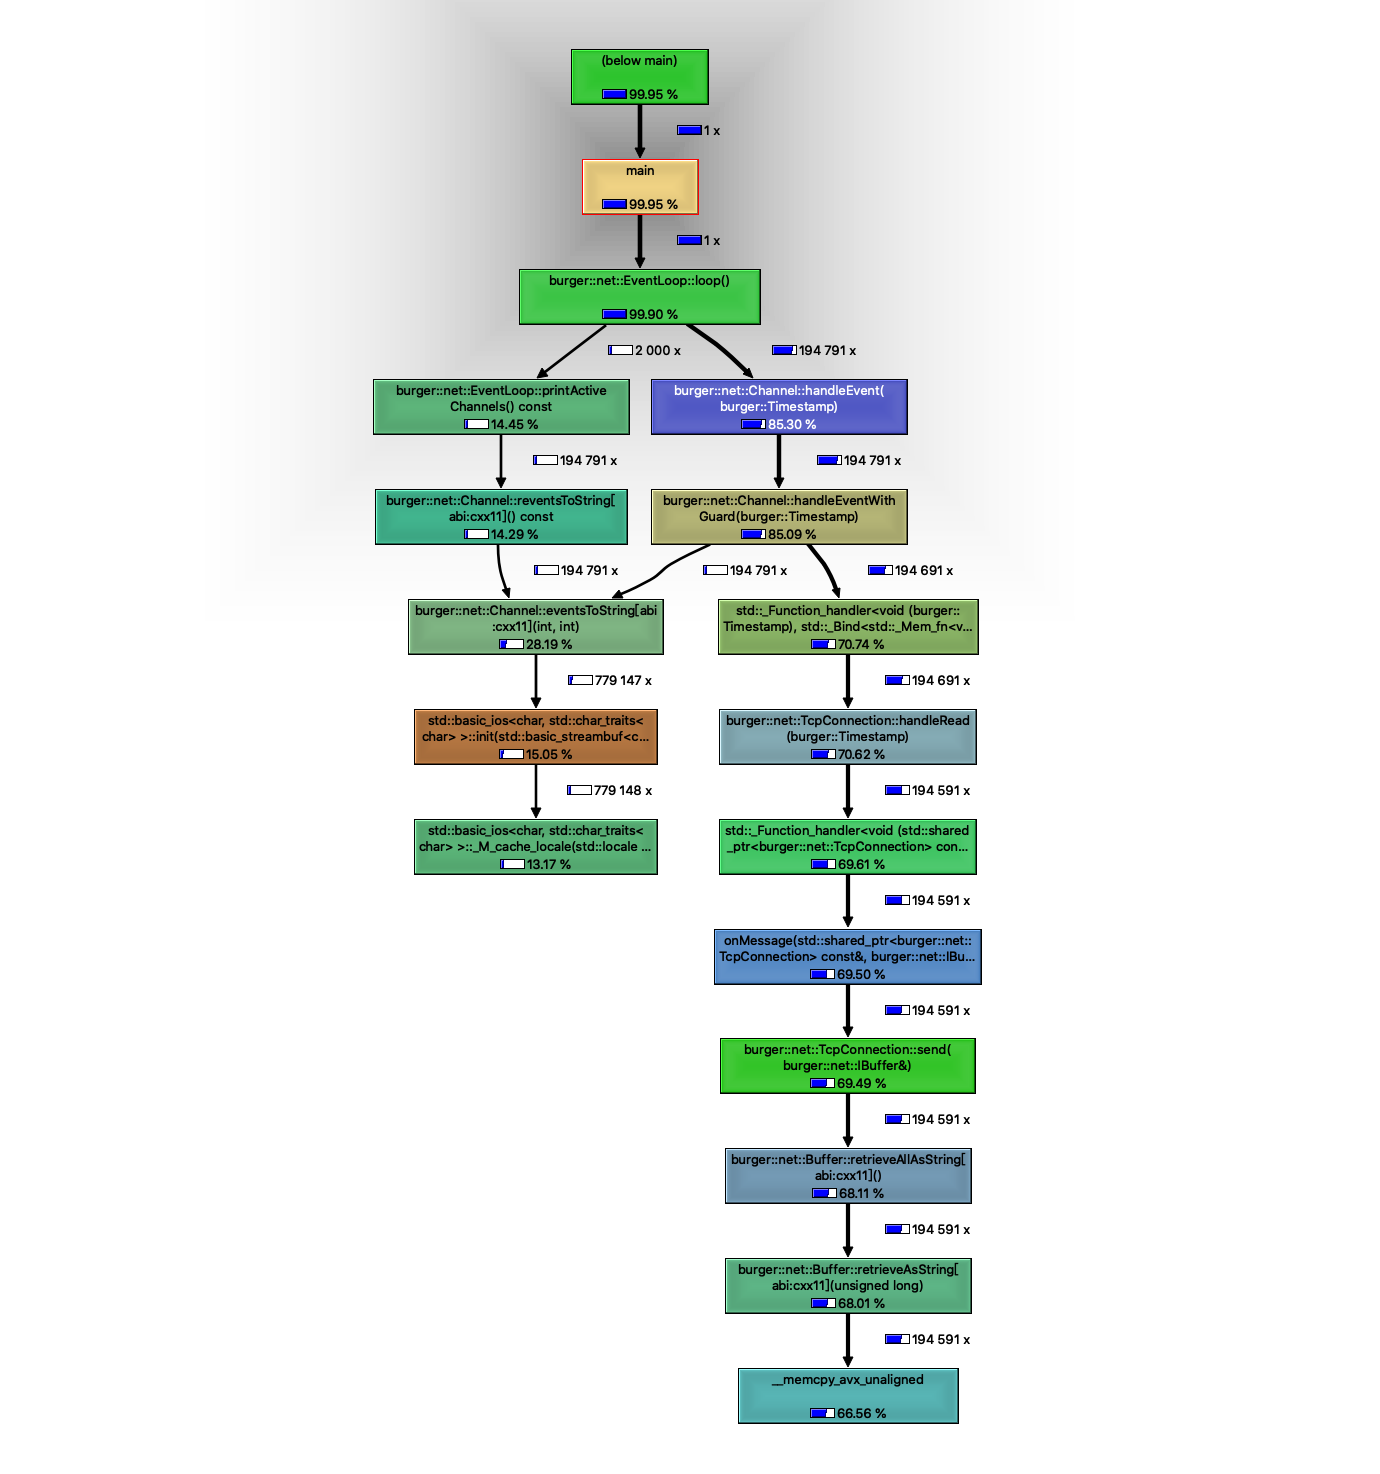 (below main)
99.95 %
1 x
main
99.95 %
1 x
burger::net::EventLoop::loop()
99.90 %
2 000 x
194 791 x
burger::net::EventLoop::printActive
Channels() const
14.45 %
burger::net::Channel::handleEvent(
burger::Timestamp)
85.30 %
194 791 x
194 791 x
burger::net::Channel::reventsToString[
abi:cxx11]() const
14.29 %
burger::net::Channel::handleEventWith
Guard(burger::Timestamp)
85.09 %
194 791 x
194 791 x
194 691 x
burger::net::Channel::eventsToString[abi
:cxx11](int, int)
28.19 %
std::_Function_handler<void (burger::
Timestamp), std::_Bind<std::_Mem_fn<v...
70.74 %
779 147 x
194 691 x
std::basic_ios<char, std::char_traits<
char> >::init(std::basic_streambuf<c...
15.05 %
burger::net::TcpConnection::handleRead
(burger::Timestamp)
70.62 %
779 148 x
194 591 x
std::basic_ios<char, std::char_traits<
char> >::_M_cache_locale(std::locale ...
13.17 %
std::_Function_handler<void (std::shared
_ptr<burger::net::TcpConnection> con...
69.61 %
194 591 x
onMessage(std::shared_ptr<burger::net::
TcpConnection> const&, burger::net::IBu...
69.50 %
194 591 x
burger::net::TcpConnection::send(
burger::net::IBuffer&)
69.49 %
194 591 x
burger::net::Buffer::retrieveAllAsString[
abi:cxx11]()
68.11 %
194 591 x
burger::net::Buffer::retrieveAsString[
abi:cxx11](unsigned long)
68.01 %
194 591 x
__memcpy_avx_unaligned
66.56 %